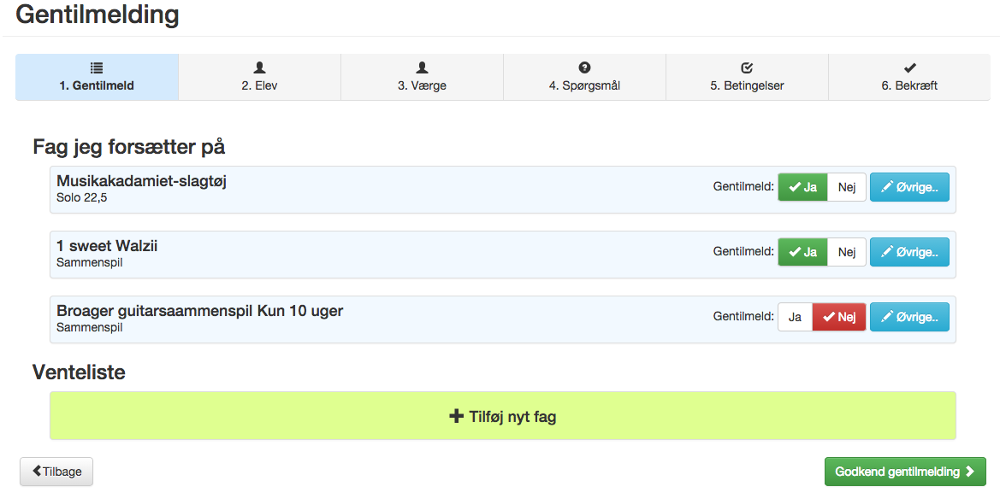 Gentilmelding
1. Gentilmeld
2. Elev
3. Værge
4. Spørgsmål
5. Betingelser
6. Bekræft
Fag jeg forsætter på
Musikakadamiet-slagtøj
Solo 22,5
Gentilmeld: Ja Nej Øvrige..
1 sweet Walzii
Sammenspil
Gentilmeld: Ja Nej Øvrige..
Broager guitarsaammenspil Kun 10 uger
Sammenspil
Gentilmeld: Ja Nej Øvrige..
Venteliste
Tilføj nyt fag
Tilbage
Godkend gentilmelding